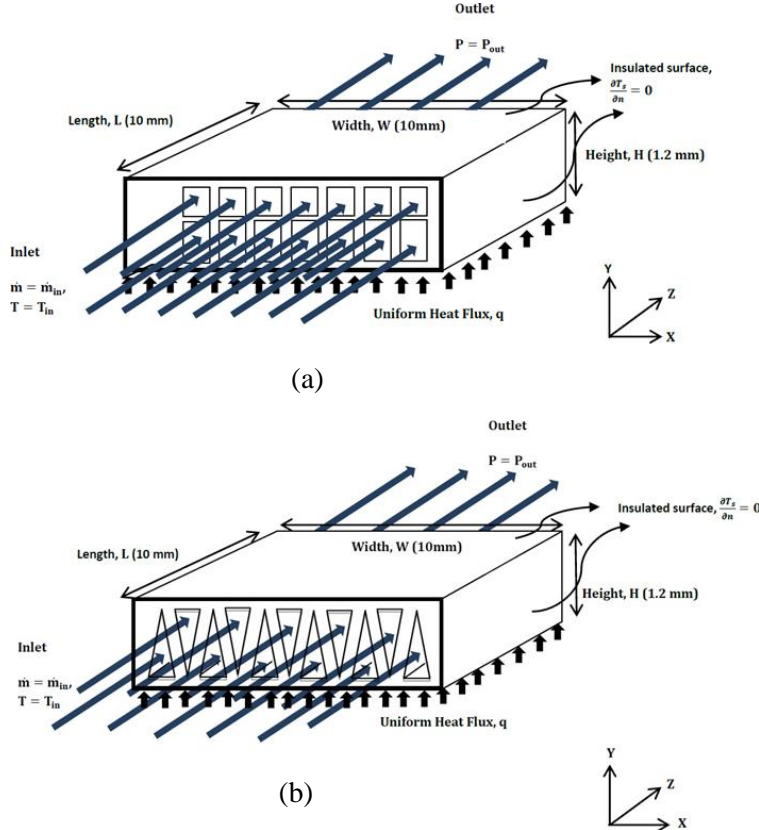 Outlet
P = P_out
Insulated surface,
∂T_s/∂n = 0
Length, L (10 mm)
Width, W (10mm)
Height, H (1.2 mm)
Inlet
ṁ = ṁ_in,
T = T_in
Uniform Heat Flux, q
Y
Z
X
(a)
Outlet
P = P_out
Insulated surface, ∂T_s/∂n = 0
Length, L (10 mm)
Width, W (10mm)
Height, H (1.2 mm)
Inlet
ṁ = ṁ_in,
T = T_in
Uniform Heat Flux, q
Y
Z
X
(b)